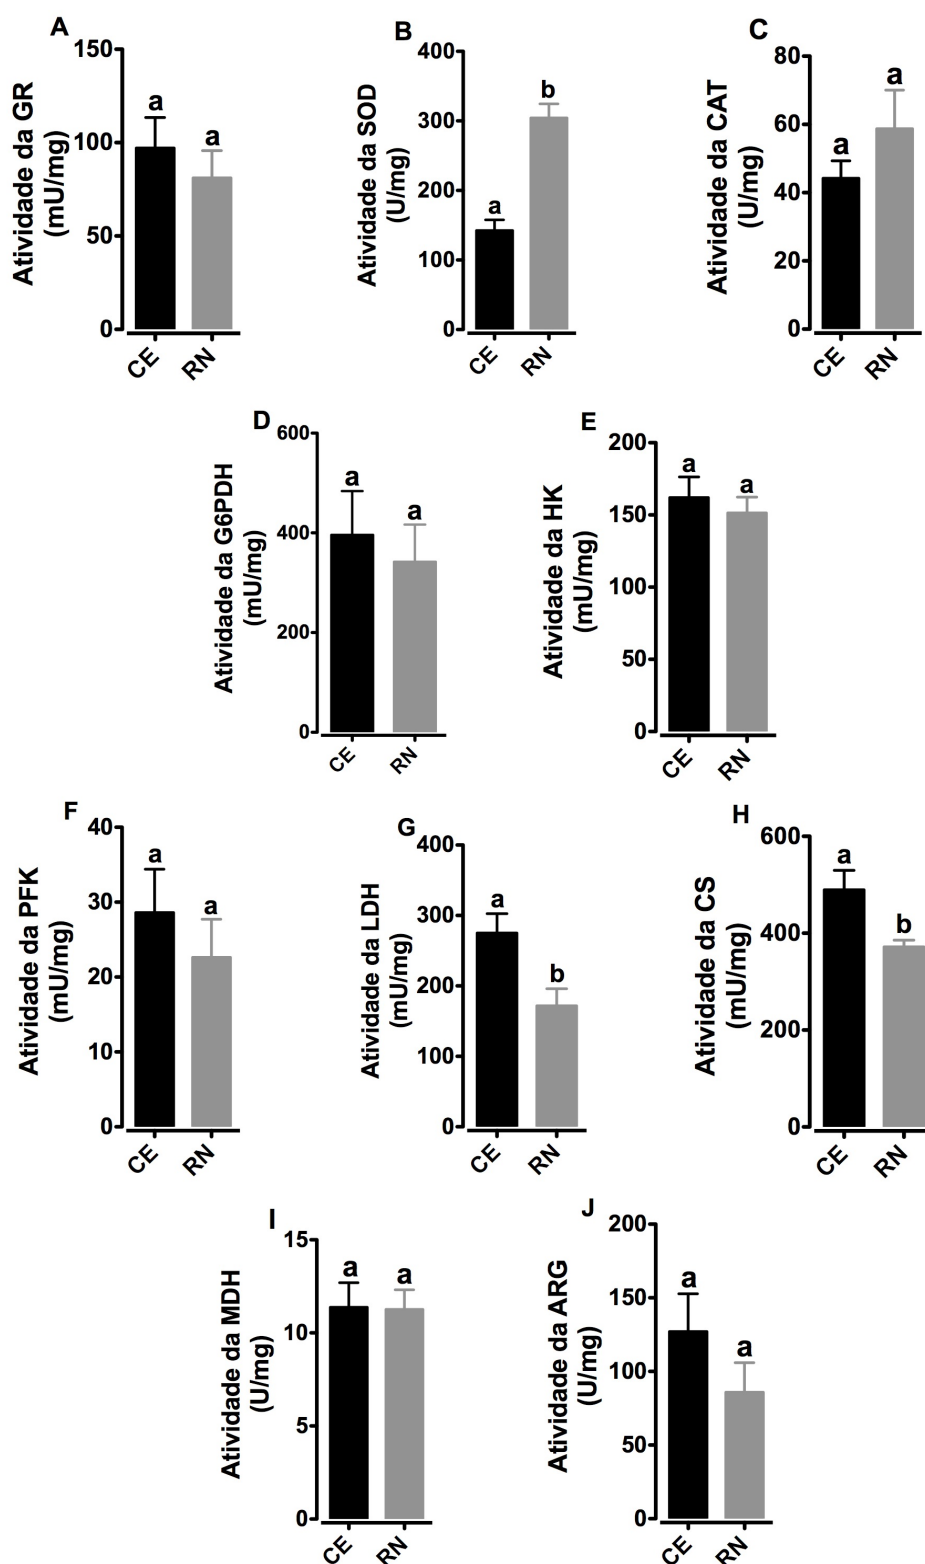 A
Atividade da GR
(mU/mg)
150
100
50
0
a
a
CE
RN
B
Atividade da SOD
(U/mg)
400
300
200
100
0
a
b
CE
RN
C
Atividade da CAT
(U/mg)
80
60
40
20
0
a
a
CE
RN
D
Atividade da G6PDH
(mU/mg)
600
400
200
0
a
a
CE
RN
E
Atividade da HK
(mU/mg)
200
150
100
50
0
a
a
CE
RN
F
Atividade da PFK
(mU/mg)
40
30
20
10
0
a
a
CE
RN
G
Atividade da LDH
(mU/mg)
400
300
200
100
0
a
b
CE
RN
H
Atividade da CS
(mU/mg)
600
400
200
0
a
b
CE
RN
I
Atividade da MDH
(U/mg)
15
10
5
0
a
a
CE
RN
J
Atividade da ARG
(U/mg)
200
150
100
50
0
a
a
CE
RN